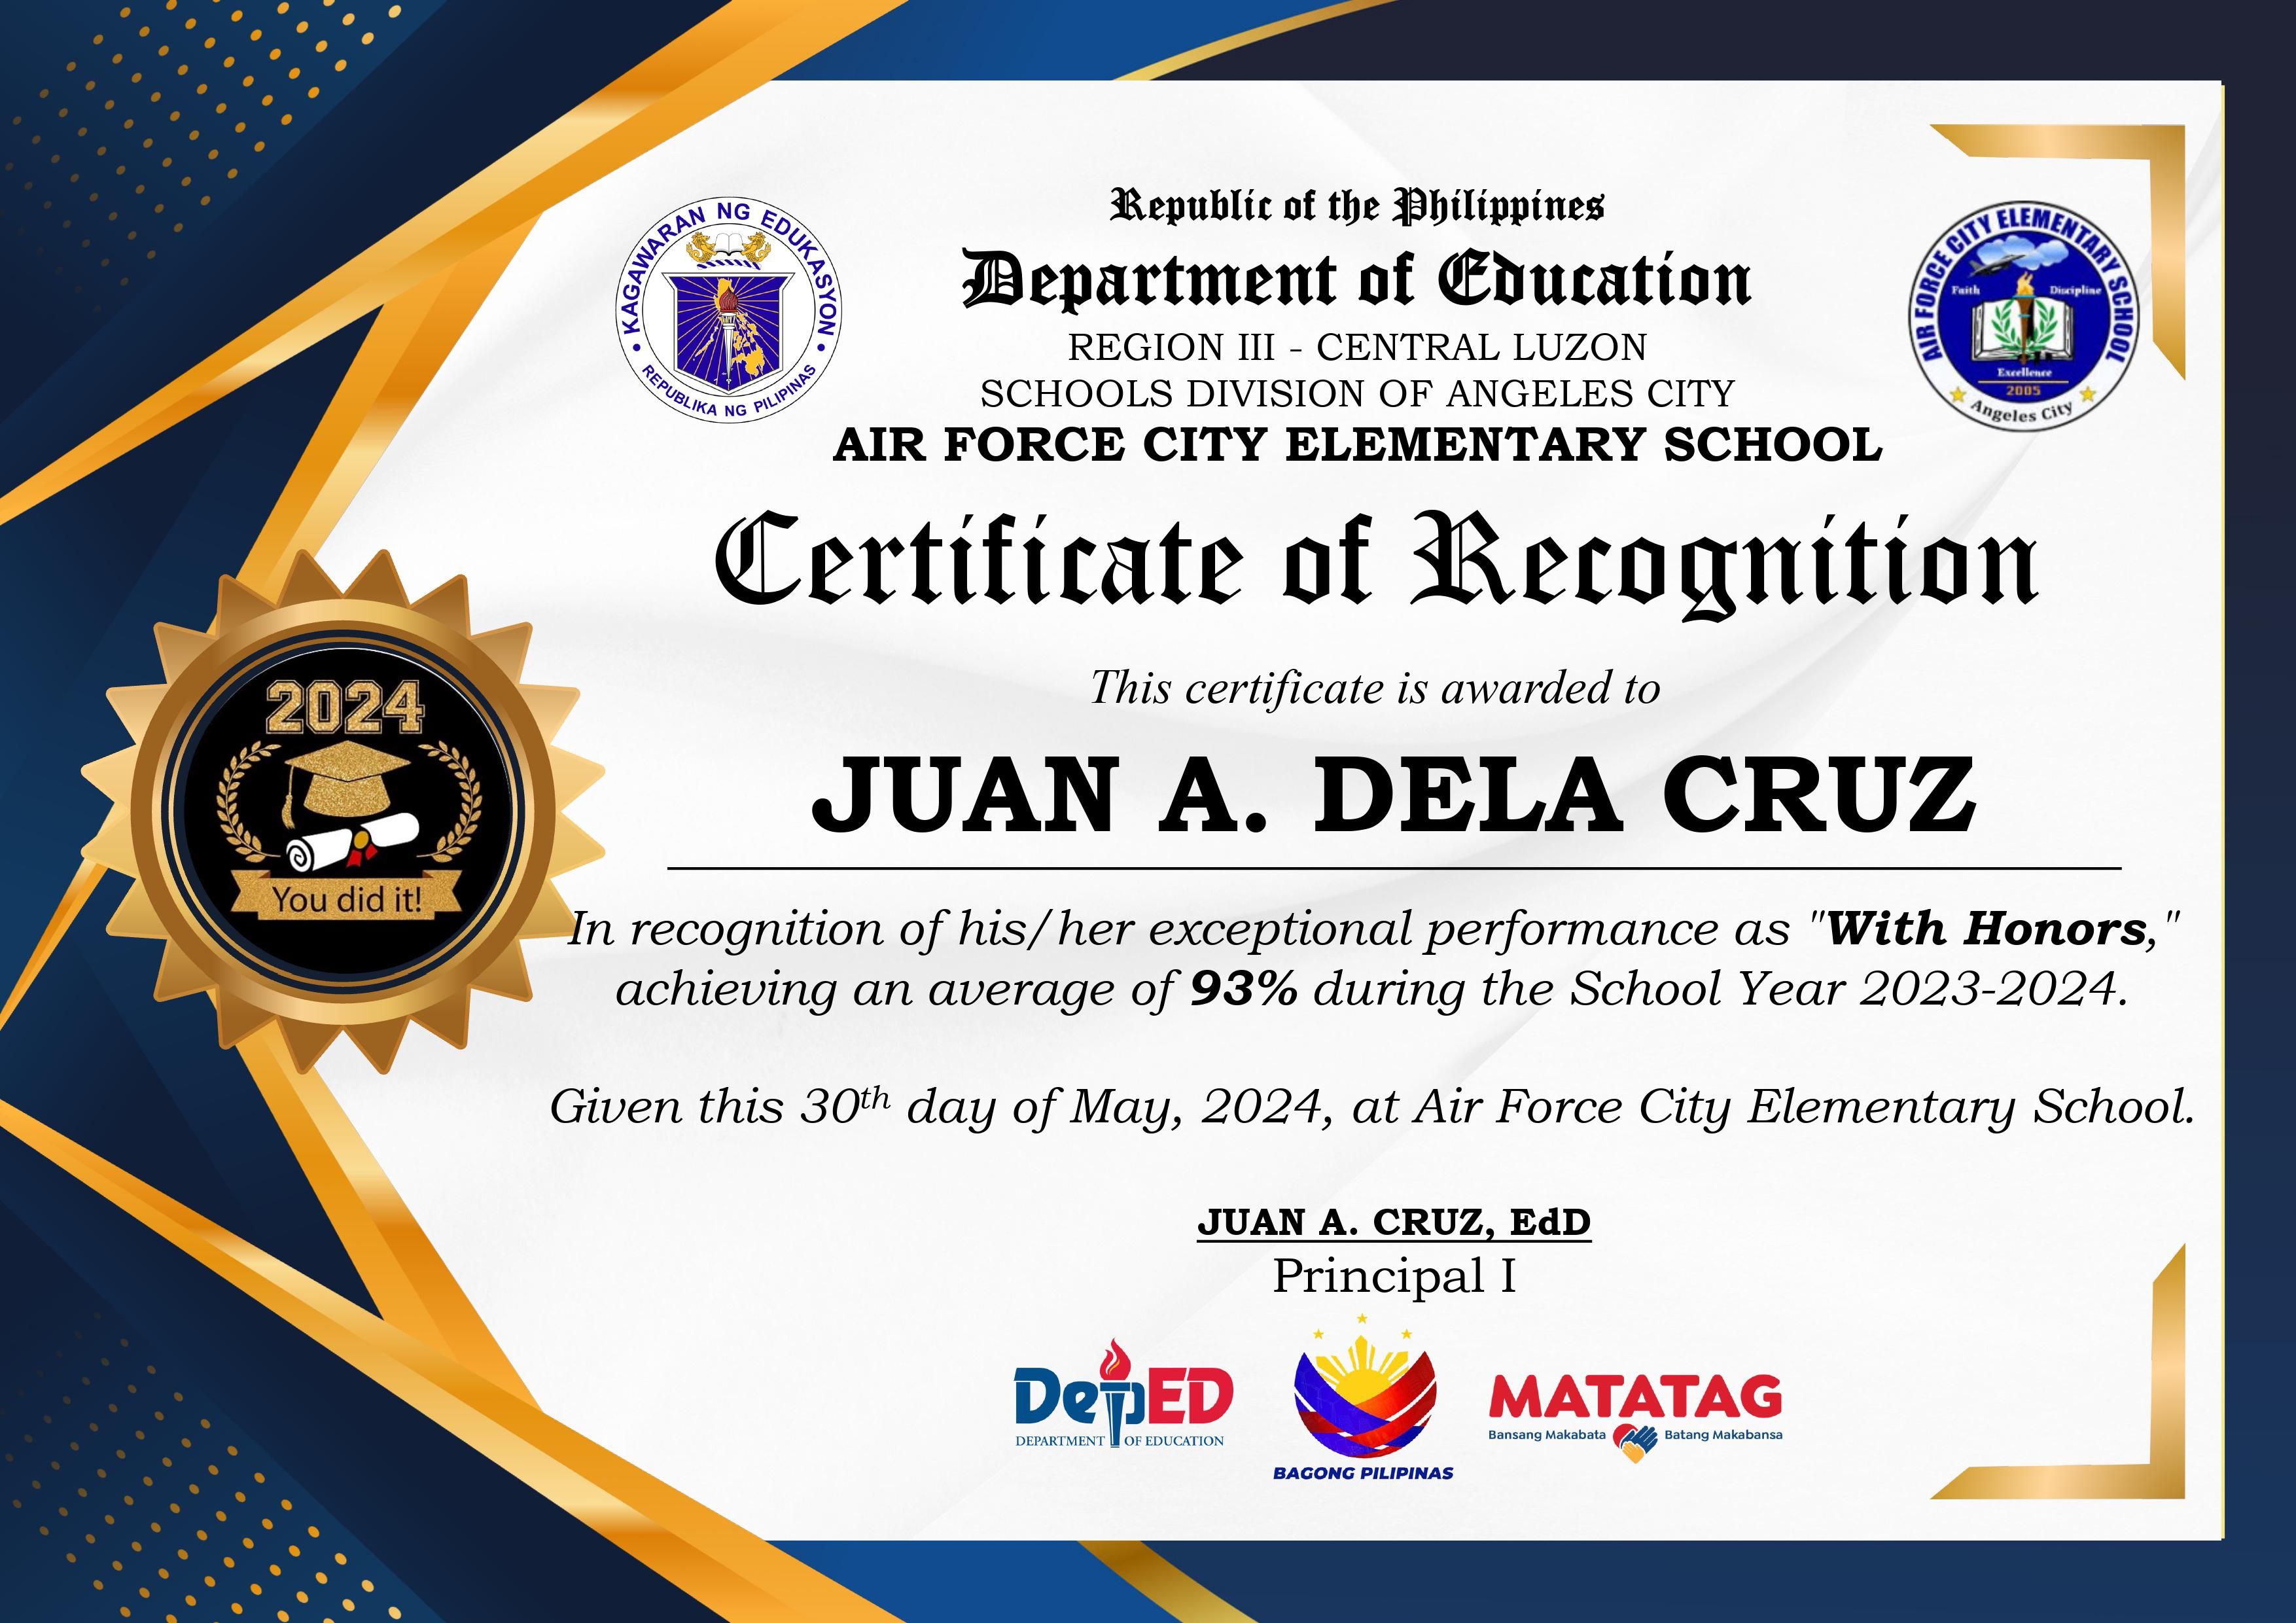 Republic of the Philippines
Department of Education
REGION III - CENTRAL LUZON
SCHOOLS DIVISION OF ANGELES CITY
AIR FORCE CITY ELEMENTARY SCHOOL
KAGAWARAN NG EDUKASYON
REPUBLIKA NG PILIPINAS
AIR FORCE CITY ELEMENTARY SCHOOL
Faith
Discipline
Excellence
2005
Angeles City
Certificate of Recognition
This certificate is awarded to
JUAN A. DELA CRUZ
2024
You did it!
In recognition of his/her exceptional performance as "With Honors,"
achieving an average of 93% during the School Year 2023-2024.
Given this 30th day of May, 2024, at Air Force City Elementary School.
JUAN A. CRUZ, EdD
Principal I
DepED
DEPARTMENT OF EDUCATION
BAGONG PILIPINAS
MATATAG
Bansang Makabata Batang Makabansa